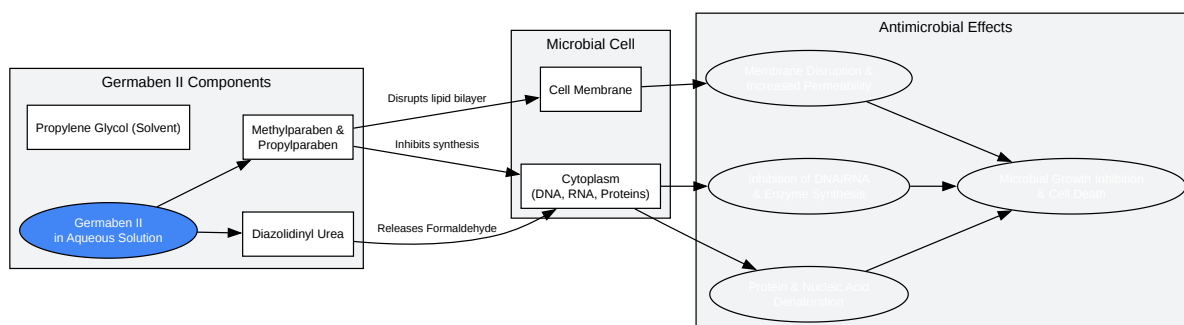 Germaben II Components
Propylene Glycol (Solvent)
Methylparaben &
Propylparaben
Germaben II
in Aqueous Solution
Diazolidinyl Urea
Disrupts lipid bilayer
Inhibits synthesis
Releases Formaldehyde
Microbial Cell
Cell Membrane
Cytoplasm
(DNA, RNA, Proteins)
Antimicrobial Effects
Membrane Disruption &
Increased Permeability
Inhibition of DNA/RNA
& Enzyme Synthesis
Protein & Nucleic Acid
Denaturation
Microbial Growth Inhibition
& Cell Death